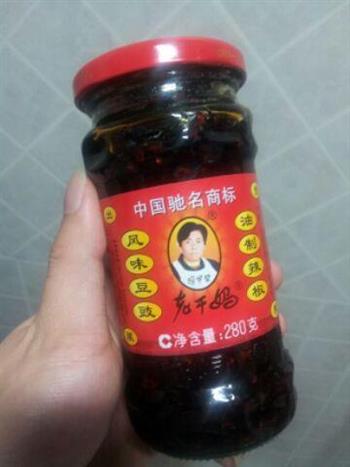 中国驰名商标
风味豆豉
油制辣椒
老干妈
净含量:280克